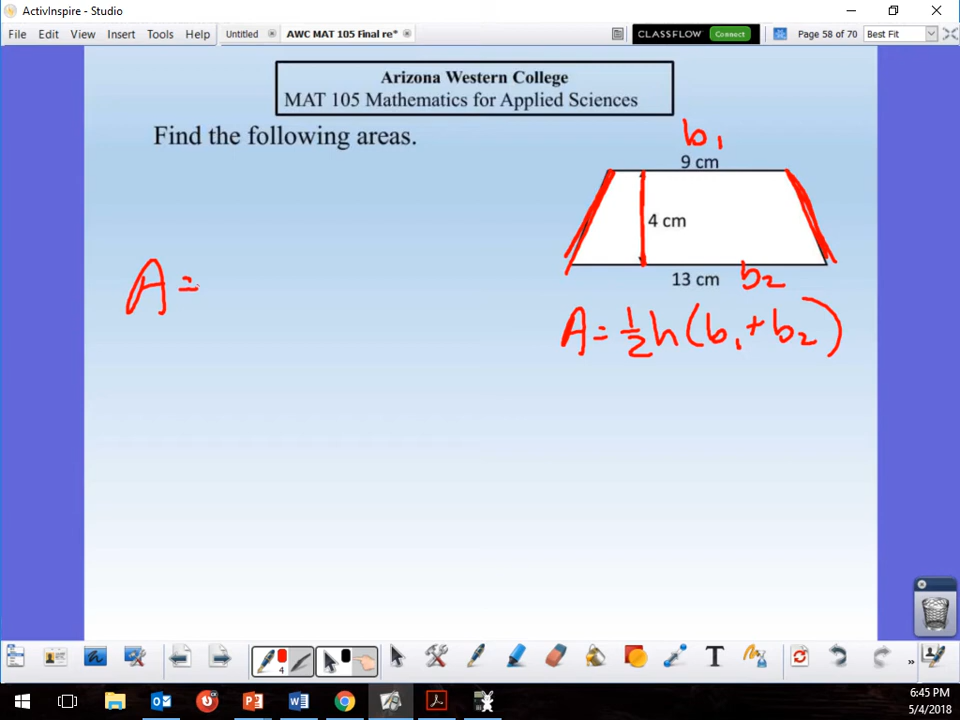 ActivInspire - Studio
File Edit View Insert Tools Help Untitled AWC MAT 105 Final re* CLASSFLOW Connect Page 58 of 70 Best Fit
Arizona Western College
MAT 105 Mathematics for Applied Sciences
Find the following areas.
b₁
9 cm
4 cm
13 cm b₂
A =
A = 1/2 h (b₁ + b₂)
4
T
»
6:45 PM
5/4/2018